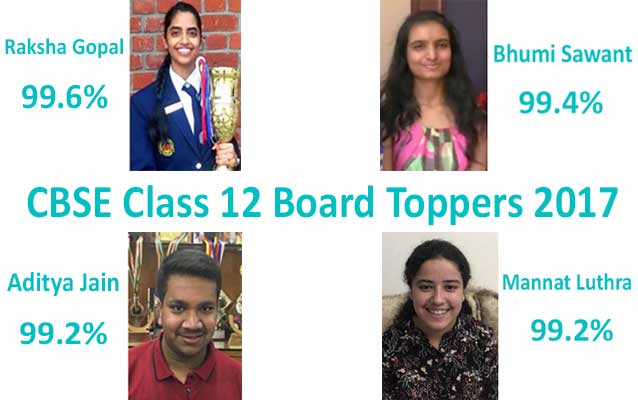 Raksha Gopal
99.6%
Bhumi Sawant
99.4%
CBSE Class 12 Board Toppers 2017
Aditya Jain
99.2%
Mannat Luthra
99.2%